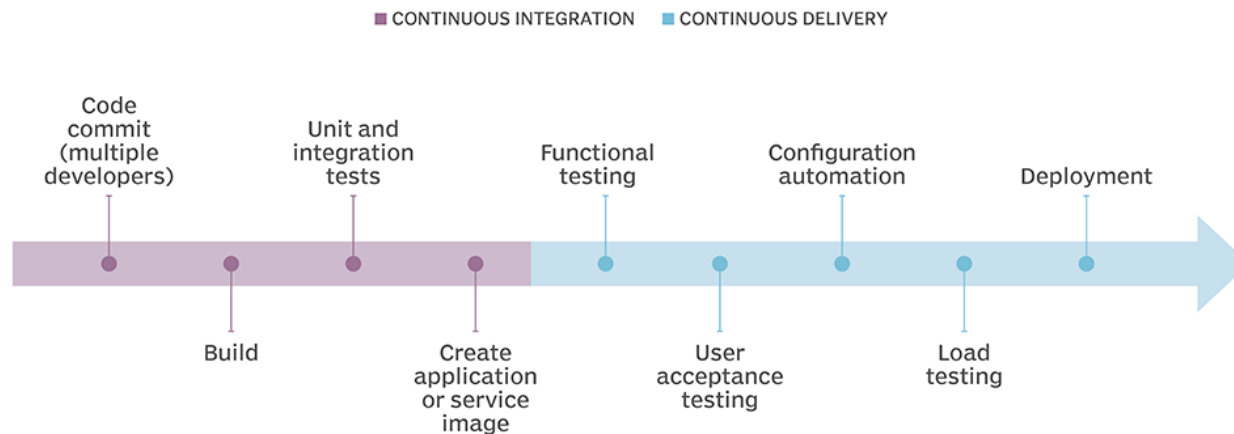 CONTINUOUS INTEGRATION
CONTINUOUS DELIVERY
Code
commit
(multiple
developers)
Build
Unit and
integration
tests
Create
application
or service
image
Functional
testing
User
acceptance
testing
Configuration
automation
Load
testing
Deployment